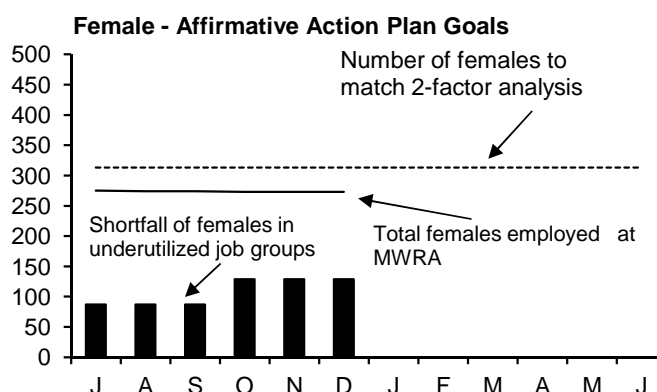 Female - Affirmative Action Plan Goals
500
450
400
350
300
250
200
150
100
50
0
Number of females to
match 2-factor analysis
Shortfall of females in
underutilized job groups
Total females employed at
MWRA
J A S O N D J F M A M J